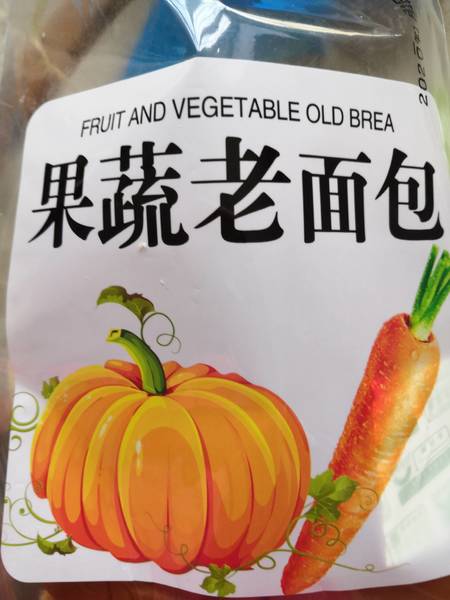 FRUIT AND VEGETABLE OLD BREA
果蔬老面包